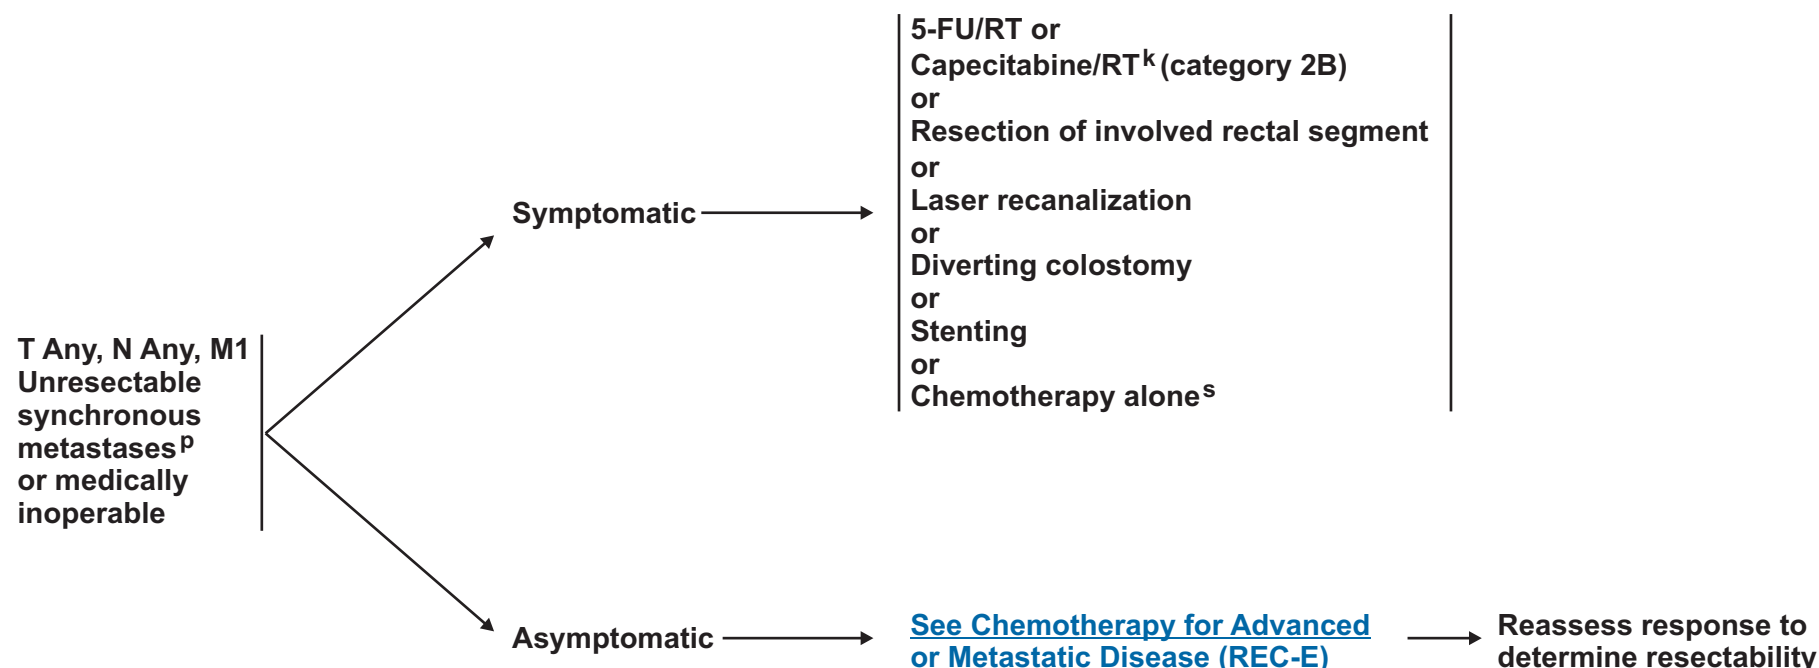 5-FU/RT or
Capecitabine/RTᵏ (category 2B)
or
Resection of involved rectal segment
or
Laser recanalization
or
Diverting colostomy
or
Stenting
or
Chemotherapy aloneˢ
Symptomatic
T Any, N Any, M1
Unresectable
synchronous
metastasesᵖ
or medically
inoperable
Asymptomatic
See Chemotherapy for Advanced
or Metastatic Disease (REC-E)
Reassess response to
determine resectability